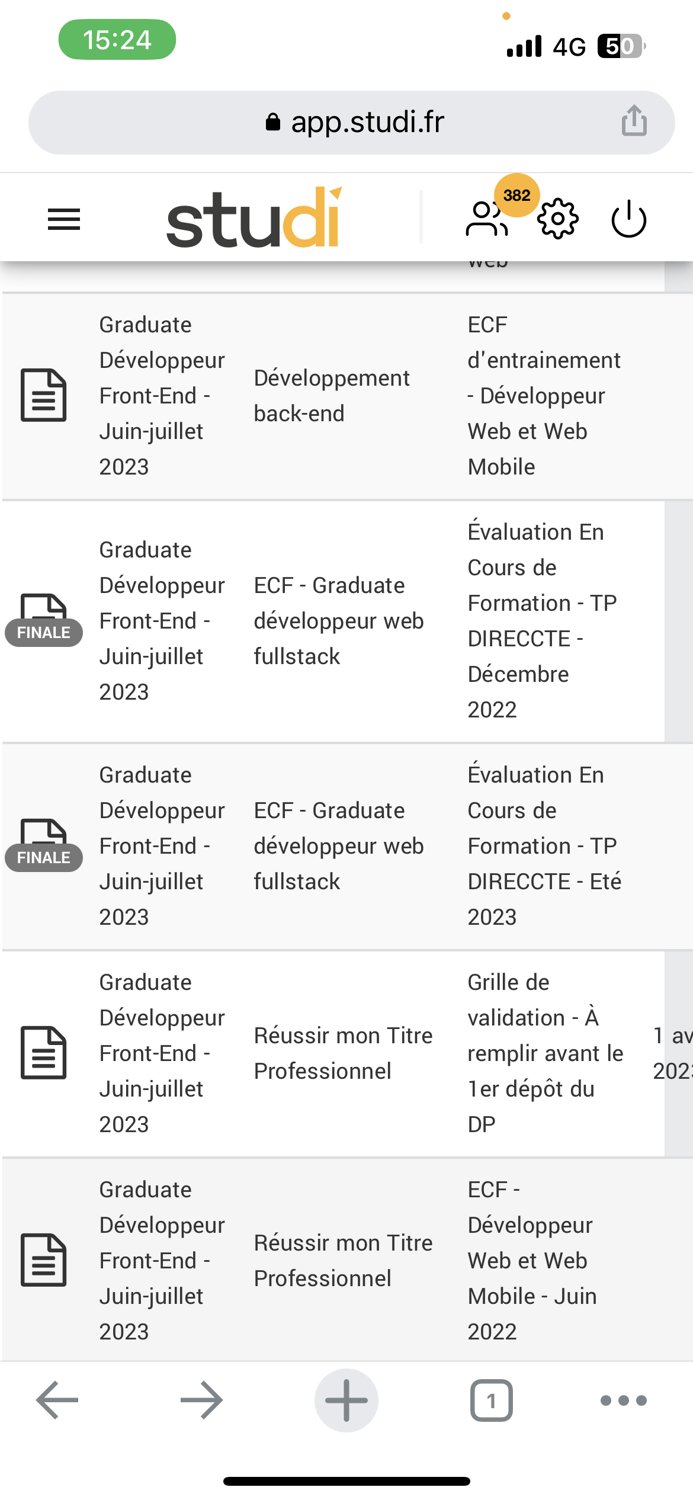 15:24
4G 50
app.studi.fr
studi
382
web
Graduate
Développeur
Front-End -
Juin-juillet
2023
Développement
back-end
ECF
d'entrainement
- Développeur
Web et Web
Mobile
FINALE
Graduate
Développeur
Front-End -
Juin-juillet
2023
ECF - Graduate
développeur web
fullstack
Évaluation En
Cours de
Formation - TP
DIRECCTE -
Décembre
2022
FINALE
Graduate
Développeur
Front-End -
Juin-juillet
2023
ECF - Graduate
développeur web
fullstack
Évaluation En
Cours de
Formation - TP
DIRECCTE - Eté
2023
Graduate
Développeur
Front-End -
Juin-juillet
2023
Réussir mon Titre
Professionnel
Grille de
validation - À
remplir avant le
1er dépôt du
DP
1 av
202
Graduate
Développeur
Front-End -
Juin-juillet
2023
Réussir mon Titre
Professionnel
ECF -
Développeur
Web et Web
Mobile - Juin
2022
1